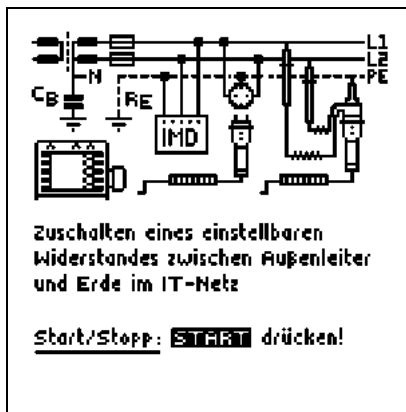 L1
L2
N
PE
CB
RE
IMD
Zuschalten eines einstellbaren
Widerstandes zwischen Außenleiter
und Erde im IT-Netz
Start/Stopp: START drücken!